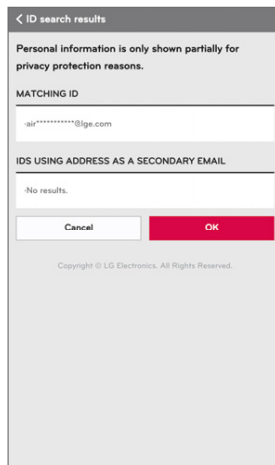 < ID search results
Personal information is only shown partially for
privacy protection reasons.
MATCHING ID
-air***********@lge.com
IDS USING ADDRESS AS A SECONDARY EMAIL
-No results.
Cancel OK
Copyright © LG Electronics. All Rights Reserved.